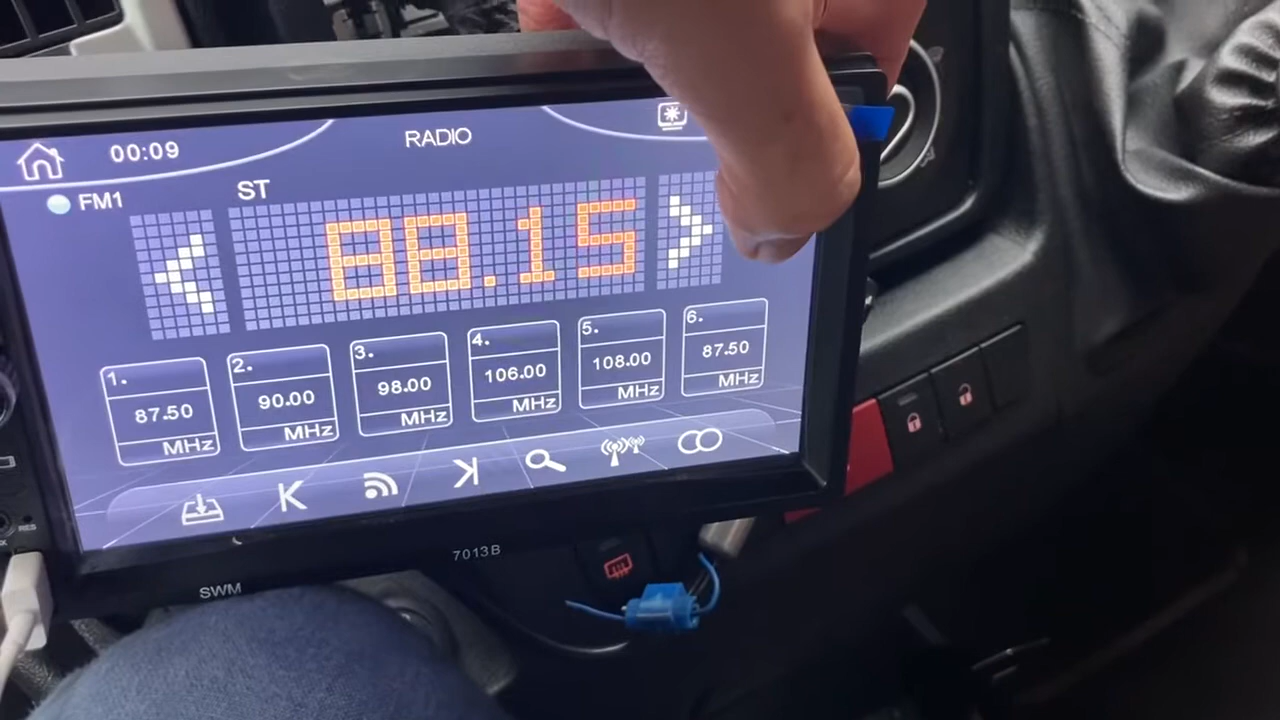 00:09
RADIO
FM1
ST
88.15
1.
87.50
MHz
2.
90.00
MHz
3.
98.00
MHz
4.
106.00
MHz
5.
108.00
MHz
6.
87.50
MHz
RES
7013B
SWM